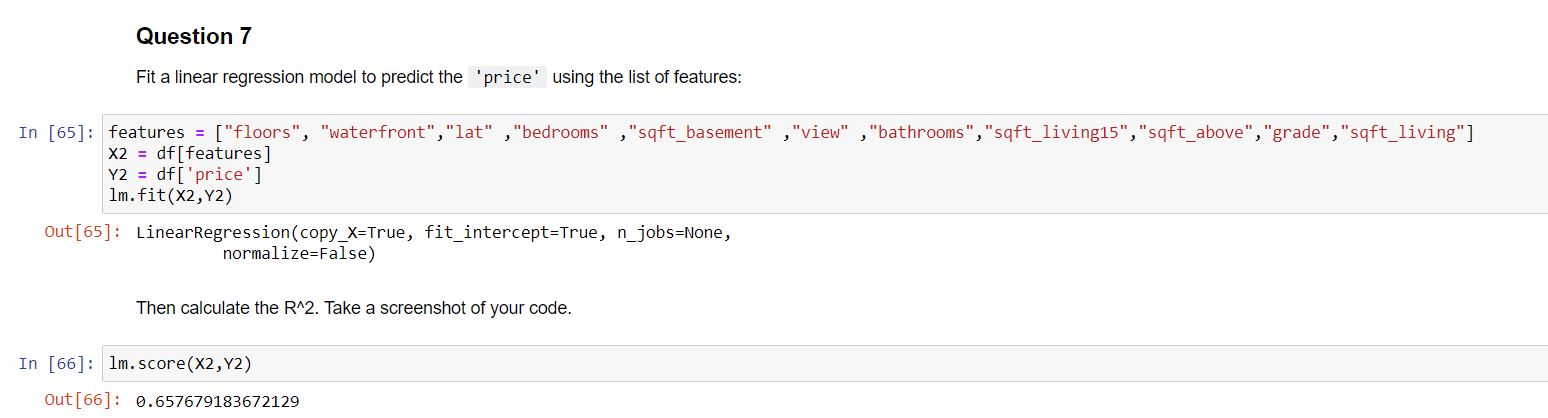 Question 7
Fit a linear regression model to predict the 'price' using the list of features:
In [65]: features = ["floors", "waterfront","lat" ,"bedrooms" ,"sqft_basement" ,"view" ,"bathrooms","sqft_living15","sqft_above","grade","sqft_living"]
X2 = df[features]
Y2 = df['price']
lm.fit(X2,Y2)
Out[65]: LinearRegression(copy_X=True, fit_intercept=True, n_jobs=None,
normalize=False)
Then calculate the R^2. Take a screenshot of your code.
In [66]: lm.score(X2,Y2)
Out[66]: 0.657679183672129